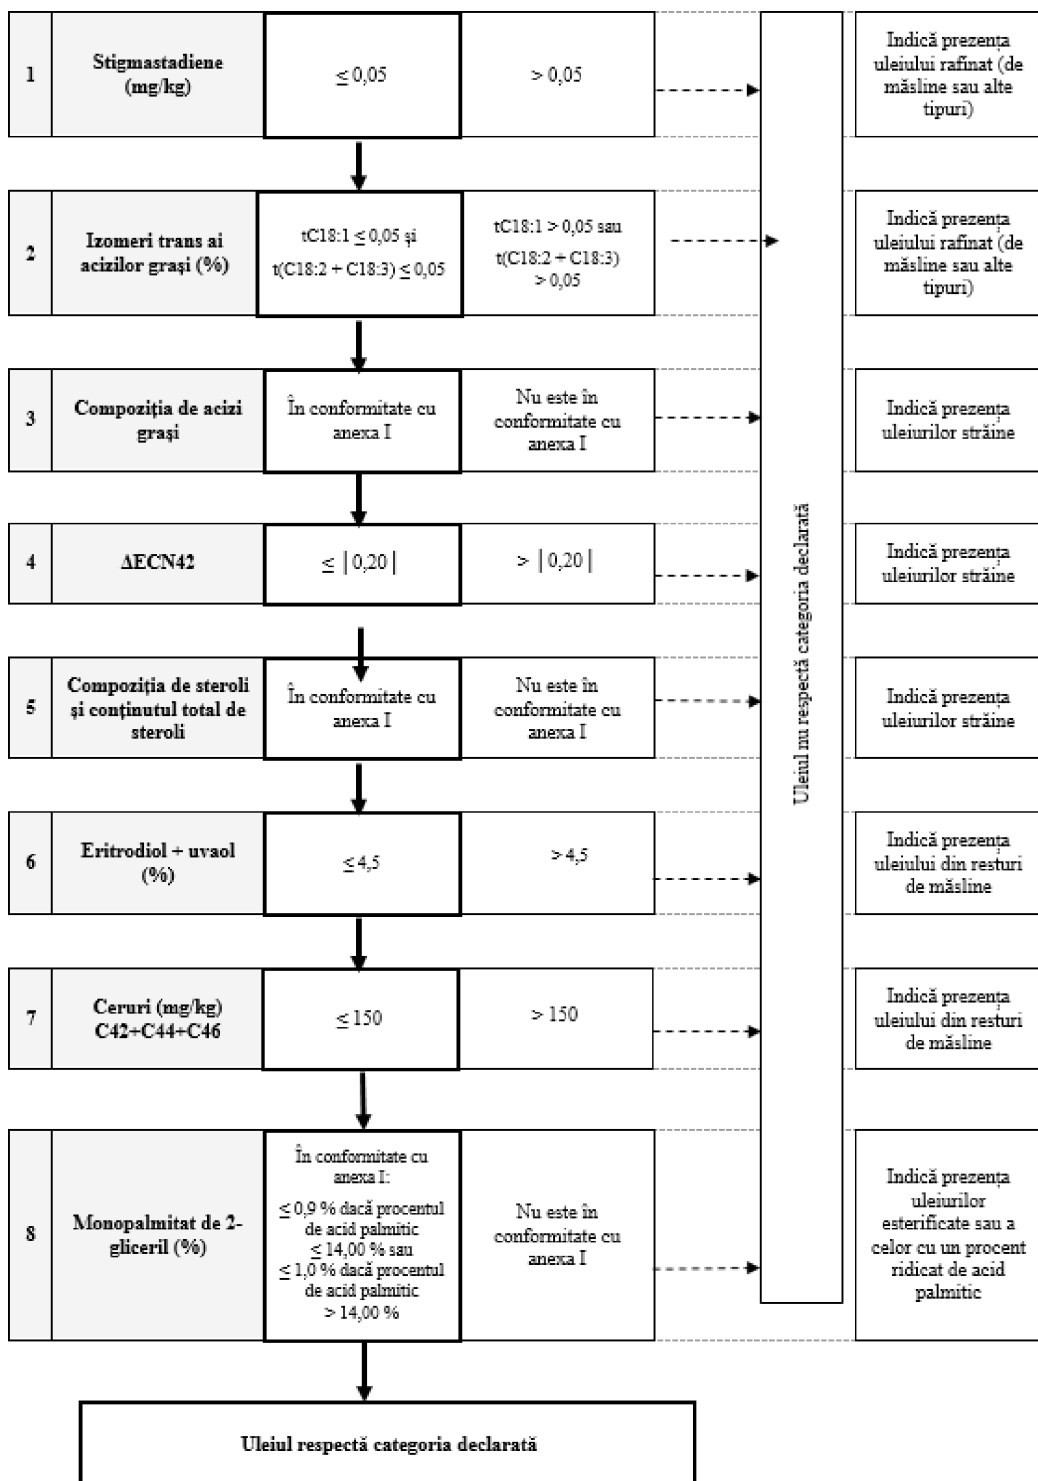 1
Stigmastadiene
(mg/kg)
≤ 0,05
> 0,05
Indică prezența
uleiului rafinat (de
măsline sau alte
tipuri)
2
Izomeri trans ai
acizilor grași (%)
tC18:1 ≤ 0,05 și
t(C18:2 + C18:3) ≤ 0,05
tC18:1 > 0,05 sau
t(C18:2 + C18:3)
> 0,05
Indică prezența
uleiului rafinat (de
măsline sau alte
tipuri)
3
Compoziția de acizi
grași
În conformitate cu
anexa I
Nu este în
conformitate cu
anexa I
Indică prezența
uleiurilor străine
4
ΔECN42
≤ |0,20|
> |0,20|
Indică prezența
uleiurilor străine
5
Compoziția de steroli
și conținutul total de
steroli
În conformitate cu
anexa I
Nu este în
conformitate cu
anexa I
Indică prezența
uleiurilor străine
6
Eritrodiol + uvaol
(%)
≤ 4,5
> 4,5
Indică prezența
uleiului din resturi
de măsline
7
Ceruri (mg/kg)
C42+C44+C46
≤ 150
> 150
Indică prezența
uleiului din resturi
de măsline
8
Monopalmitat de 2-
gliceril (%)
În conformitate cu
anexa I:
≤ 0,9 % dacă procentul
de acid palmitic
≤ 14,00 % sau
≤ 1,0 % dacă procentul
de acid palmitic
> 14,00 %
Nu este în
conformitate cu
anexa I
Indică prezența
uleiurilor
esterificate sau a
celor cu un procent
ridicat de acid
palmitic
Uleiul nu respectă categoria declarată
Uleiul respectă categoria declarată